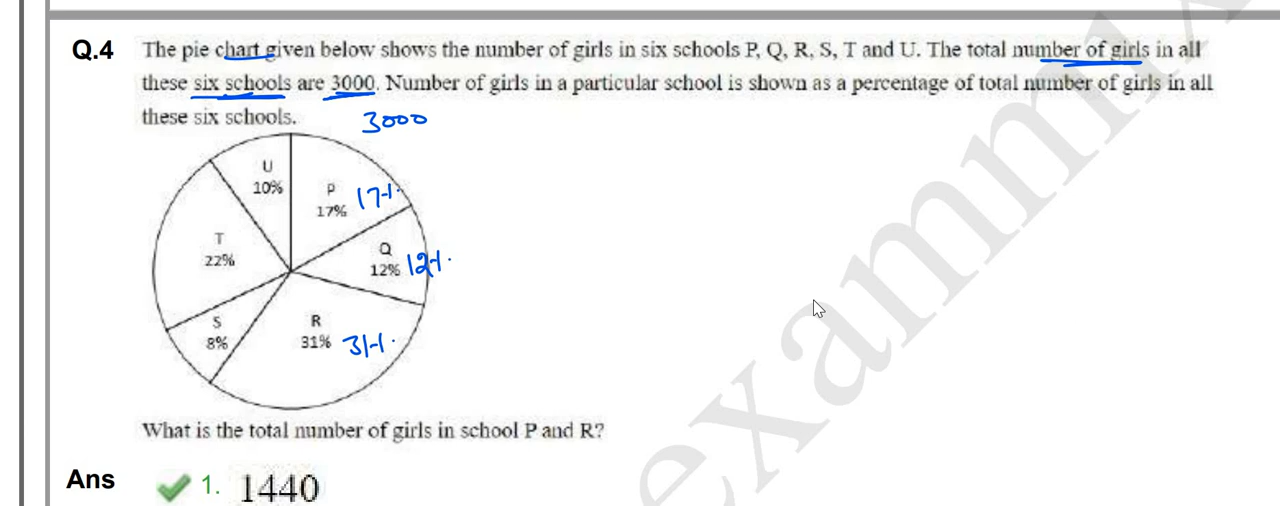 Q.4 The pie chart given below shows the number of girls in six schools P, Q, R, S, T and U. The total number of girls in all
these six schools are 3000. Number of girls in a particular school is shown as a percentage of total number of girls in all
these six schools.
3000
U
10%
P
17% 17%
T
22%
Q
12% 12%
S
8%
R
31% 31%
What is the total number of girls in school P and R?
Ans 1. 1440